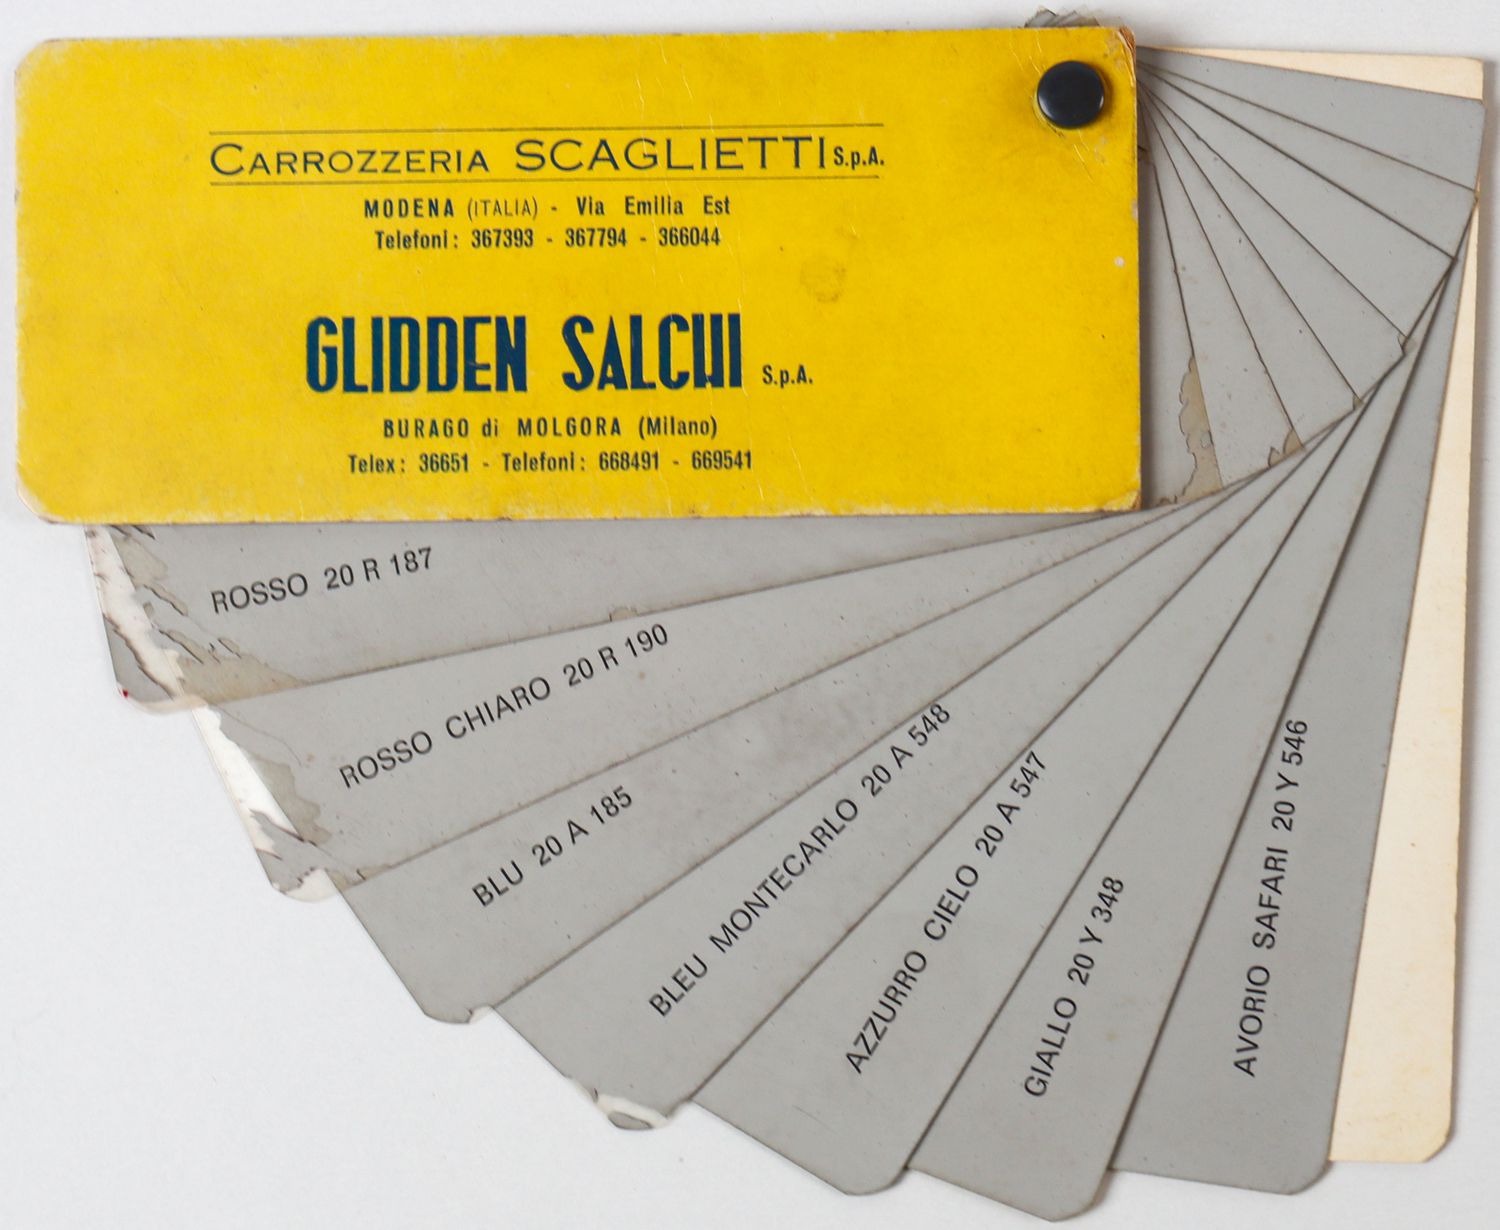 CARROZZERIA SCAGLIETTI S.p.A.
MODENA (ITALIA) - Via Emilia Est
Telefoni: 367393 - 367794 - 366044
GLIDDEN SALCHI S.p.A.
BURAGO di MOLGORA (Milano)
Telex: 36651 - Telefoni: 668491 - 669541
ROSSO 20 R 187
ROSSO CHIARO 20 R 190
BLU 20 A 185
BLEU MONTECARLO 20 A 548
AZZURRO CIELO 20 A 547
GIALLO 20 Y 348
AVORIO SAFARI 20 Y 546